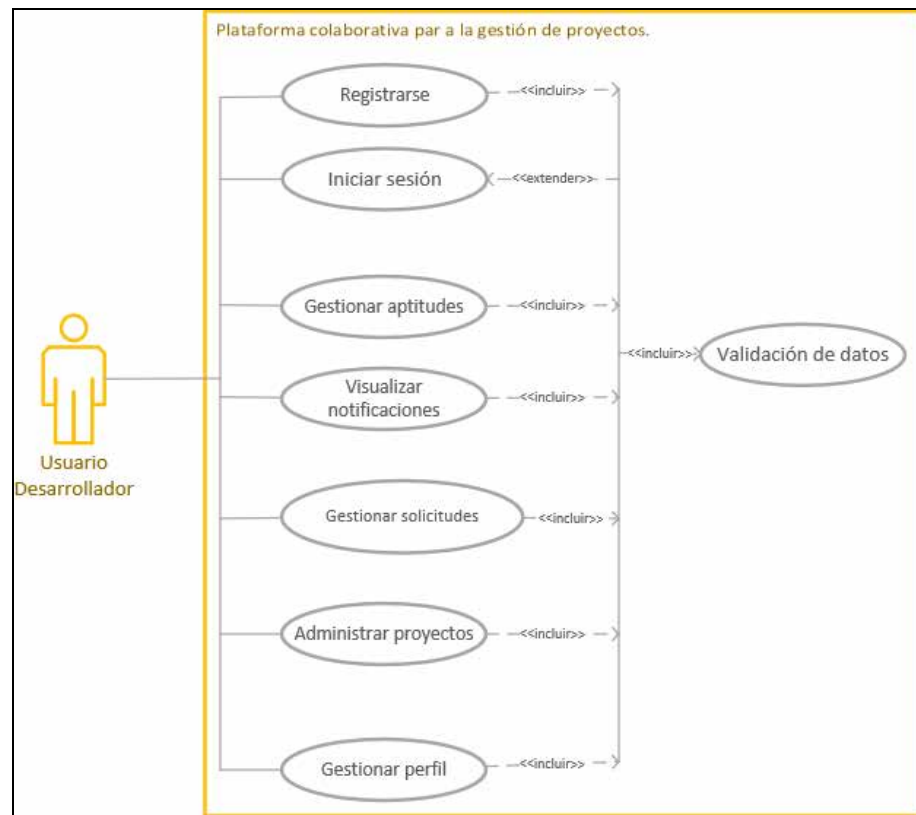 Plataforma colaborativa par a la gestión de proyectos.
Registrarse
<<incluir>>
Iniciar sesión
<<extender>>
Gestionar aptitudes
<<incluir>>
<<incluir>>
Validación de datos
Visualizar
notificaciones
<<incluir>>
Usuario
Desarrollador
Gestionar solicitudes
<<incluir>>
Administrar proyectos
<<incluir>>
Gestionar perfil
<<incluir>>